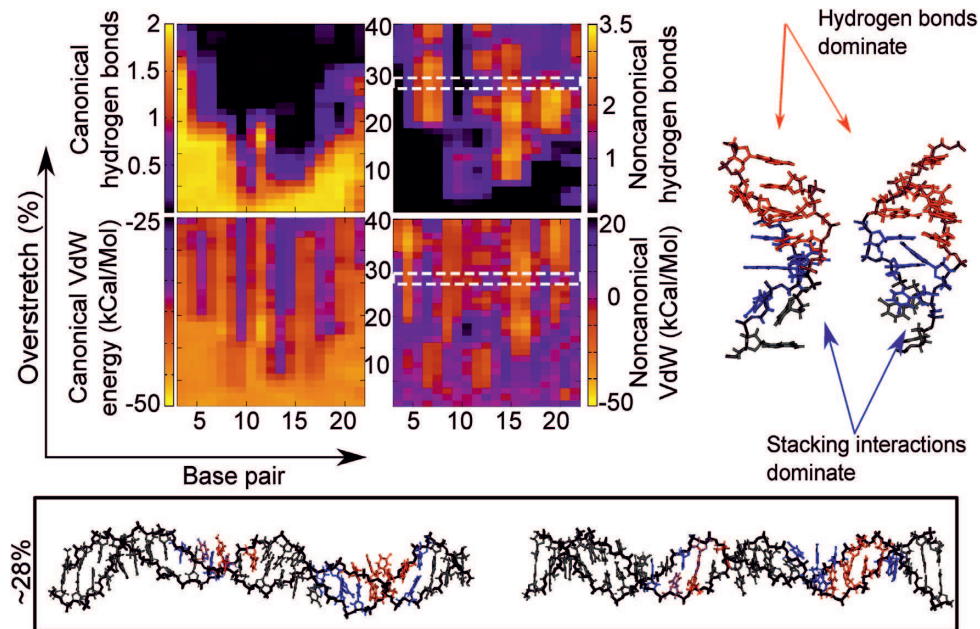 Canonical
hydrogen bonds
2
1.5
1
0.5
40
30
20
10
3.5
2
1
Noncanonical
hydrogen bonds
Overstretch (%)
Canonical VdW
energy (kCal/Mol)
-25
-50
40
30
20
10
20
0
-50
Noncanonical
VdW (kCal/Mol)
5 10 15 20
5 10 15 20
Base pair
Hydrogen bonds
dominate
Stacking interactions
dominate
~28%